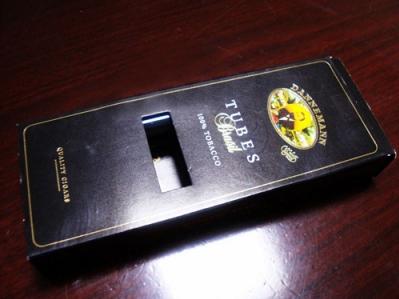 DANNEMANN
TUBES
Brasil
100% TOBACCO
QUALITY CIGARS